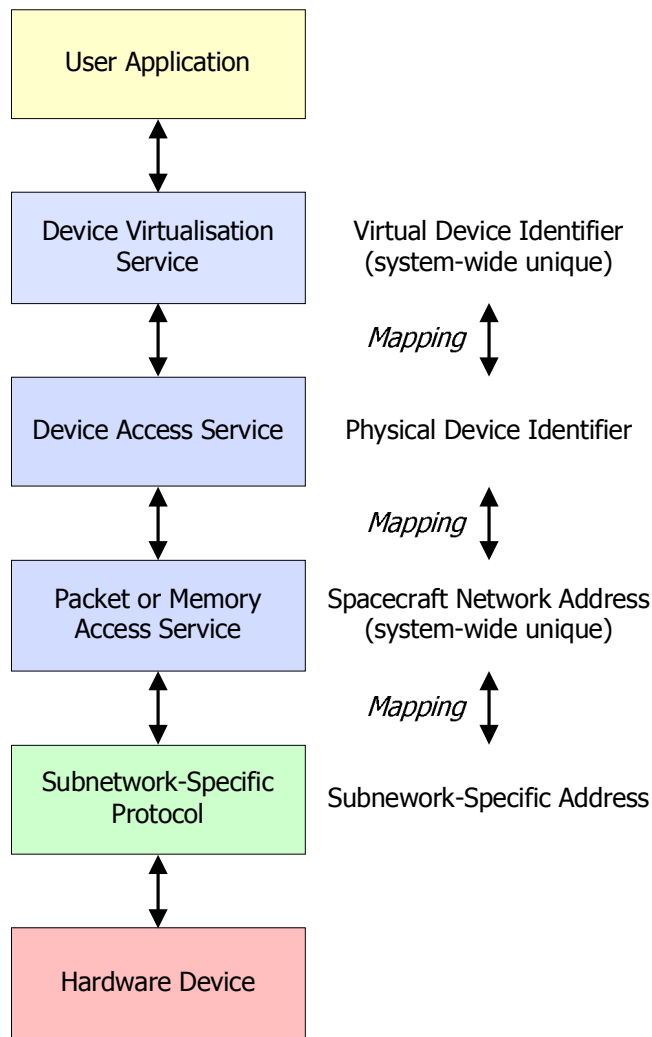 User Application
Device Virtualisation
Service
Virtual Device Identifier
(system-wide unique)
Mapping
Device Access Service
Physical Device Identifier
Mapping
Packet or Memory
Access Service
Spacecraft Network Address
(system-wide unique)
Mapping
Subnetwork-Specific
Protocol
Subnework-Specific Address
Hardware Device